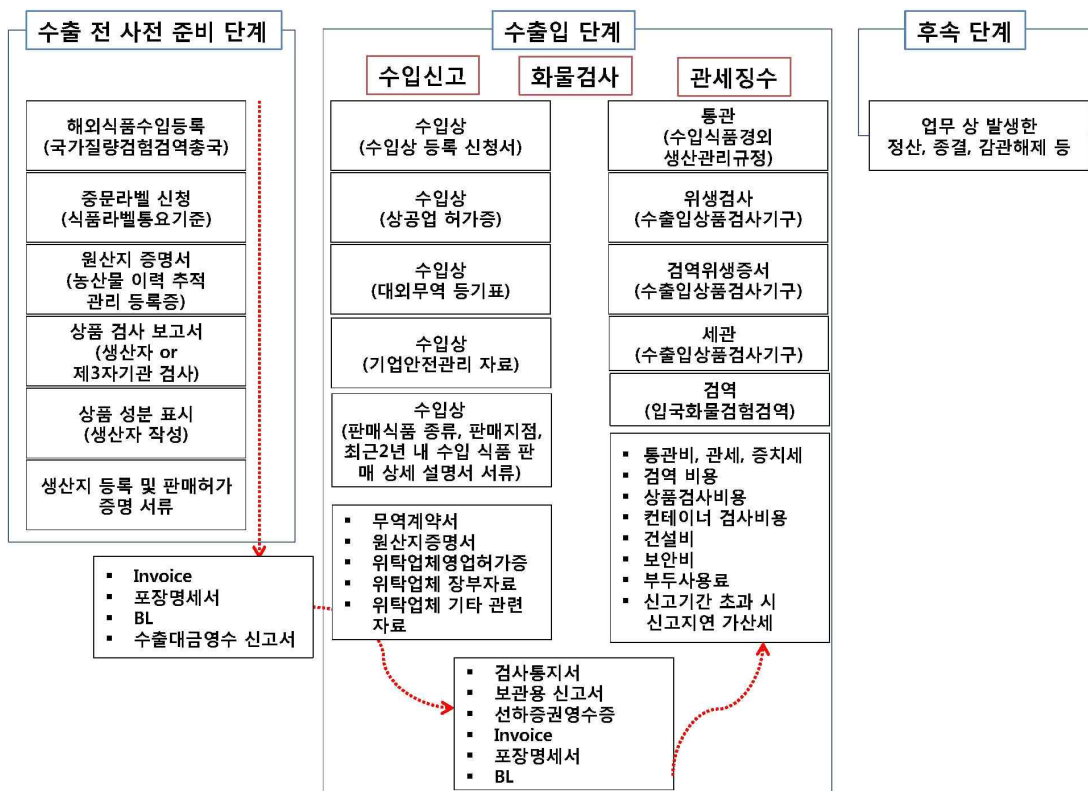 수출 전 사전 준비 단계
해외식품수입등록
(국가질량검험검역총국)
중문라벨 신청
(식품라벨통요기준)
원산지 증명서
(농산물 이력 추적
관리 등록증)
상품 검사 보고서
(생산자 or
제3자기관 검사)
상품 성분 표시
(생산자 작성)
생산지 등록 및 판매허가
증명 서류
▪ Invoice
▪ 포장명세서
▪ BL
▪ 수출대금영수 신고서
수출입 단계
수입신고
화물검사
관세징수
수입상
(수입상 등록 신청서)
수입상
(상공업 허가증)
수입상
(대외무역 등기표)
수입상
(기업안전관리 자료)
수입상
(판매식품 종류, 판매지점,
최근2년 내 수입 식품 판
매 상세 설명서 서류)
▪ 무역계약서
▪ 원산지증명서
▪ 위탁업체영업허가증
▪ 위탁업체 장부자료
▪ 위탁업체 기타 관련
자료
▪ 검사통지서
▪ 보관용 신고서
▪ 선하증권영수증
▪ Invoice
▪ 포장명세서
▪ BL
통관
(수입식품경외
생산관리규정)
위생검사
(수출입상품검사기구)
검역위생증서
(수출입상품검사기구)
세관
(수출입상품검사기구)
검역
(입국화물검험검역)
▪ 통관비, 관세, 증치세
▪ 검역 비용
▪ 상품검사비용
▪ 컨테이너 검사비용
▪ 건설비
▪ 보안비
▪ 부두사용료
▪ 신고기간 초과 시
신고지연 가산세
후속 단계
업무 상 발생한
정산, 종결, 감관해제 등